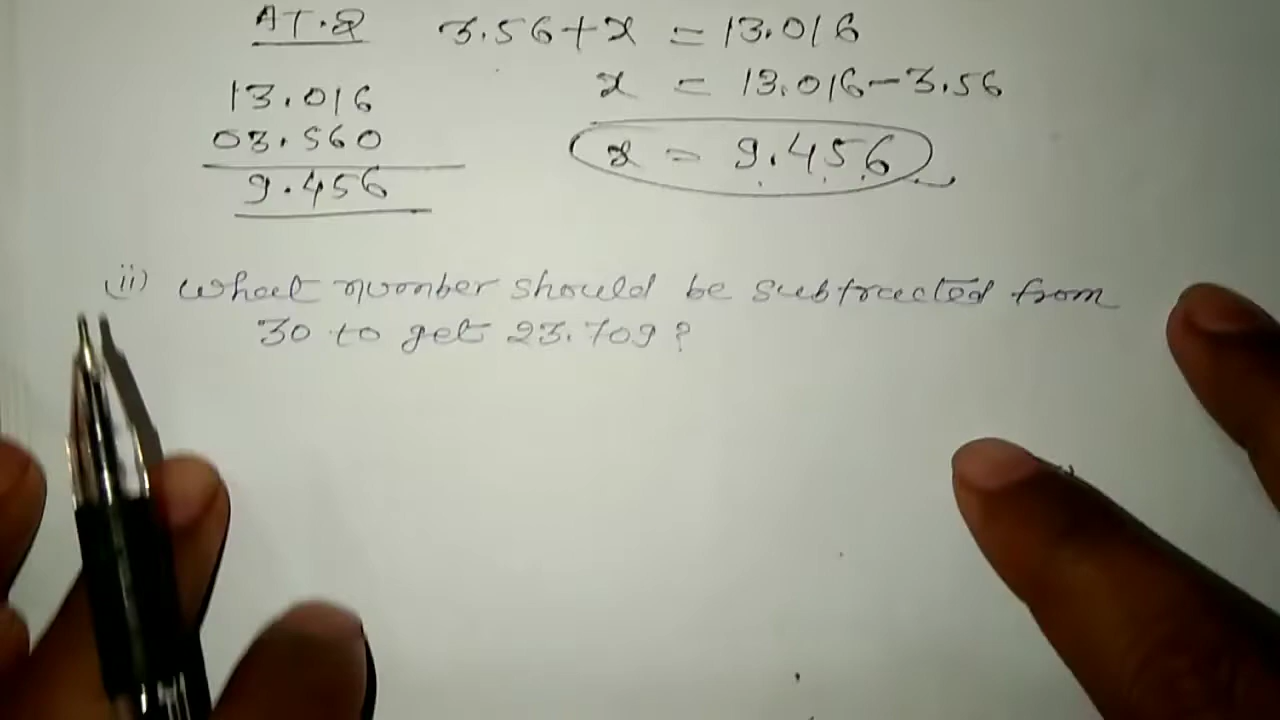 AT.Q 3.56+x = 13.016
13.016 x = 13.016-3.56
03.560
x = 9.456
9.456
(ii) What number should be subtracted from
30 to get 23.709?